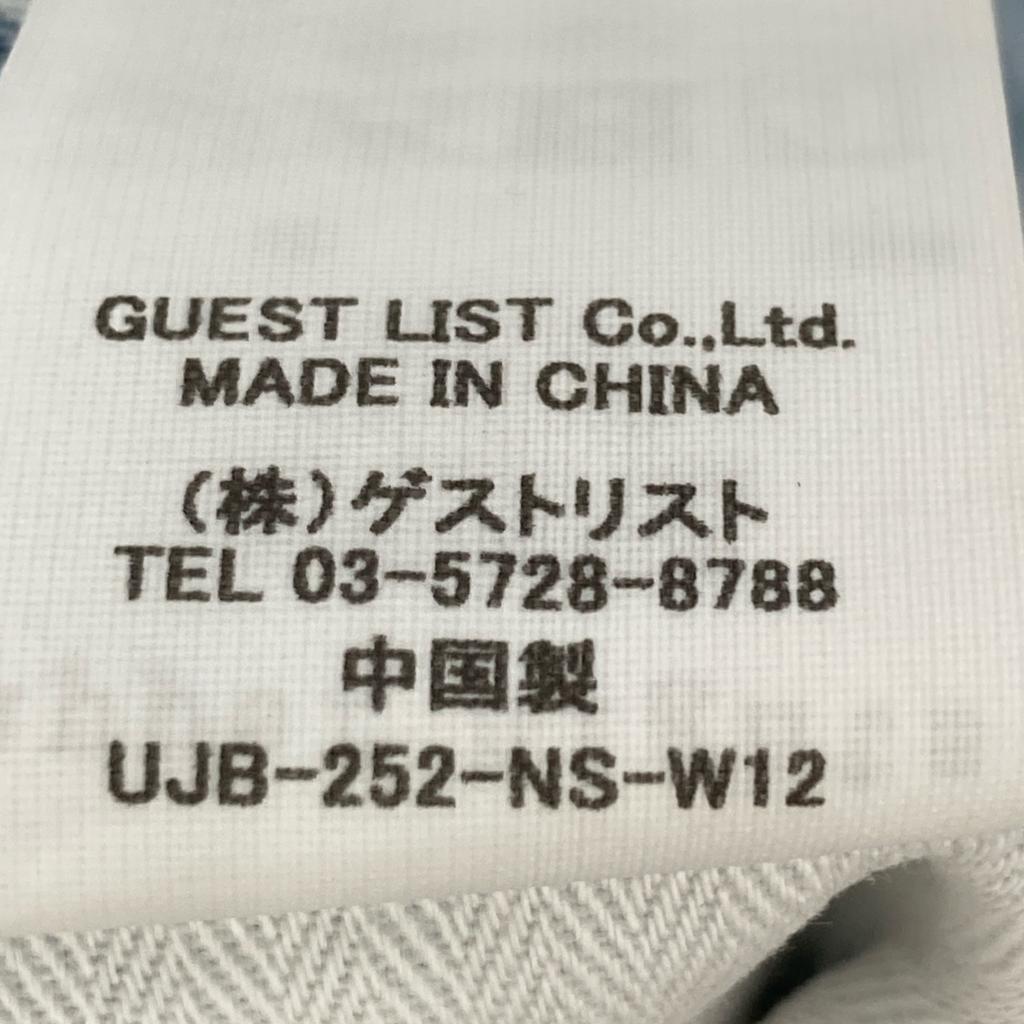 GUEST LIST Co.,Ltd.
MADE IN CHINA
(株)ゲストリスト
TEL 03-5728-8788
中国製
UJB-252-NS-W12